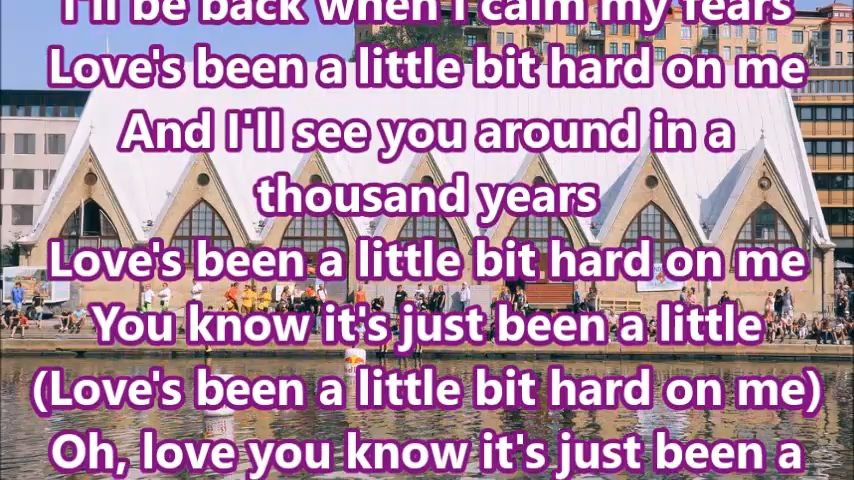 I'll be back when I calm my fears
Love's been a little bit hard on me
And I'll see you around in a
thousand years
Love's been a little bit hard on me
You know it's just been a little
(Love's been a little bit hard on me)
Oh, love you know it's just been a